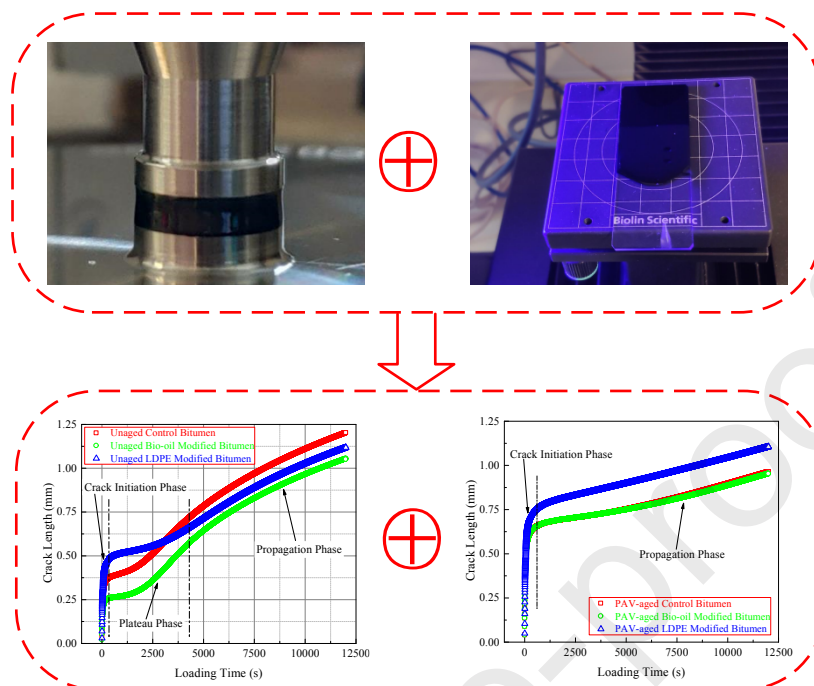 Biolin Scientific
1.25
1.00
0.75
0.50
0.25
0.00
Crack Length (mm)
Unaged Control Bitumen
Unaged Bio-oil Modified Bitumen
Unaged LDPE Modified Bitumen
Crack Initiation Phase
Propagation Phase
Plateau Phase
0 2500 5000 7500 10000 12500
Loading Time (s)
1.25
1.00
0.75
0.50
0.25
0.00
Crack Length (mm)
Crack Initiation Phase
Propagation Phase
PAV-aged Control Bitumen
PAV-aged Bio-oil Modified Bitumen
PAV-aged LDPE Modified Bitumen
0 2500 5000 7500 10000 12500
Loading Time (s)